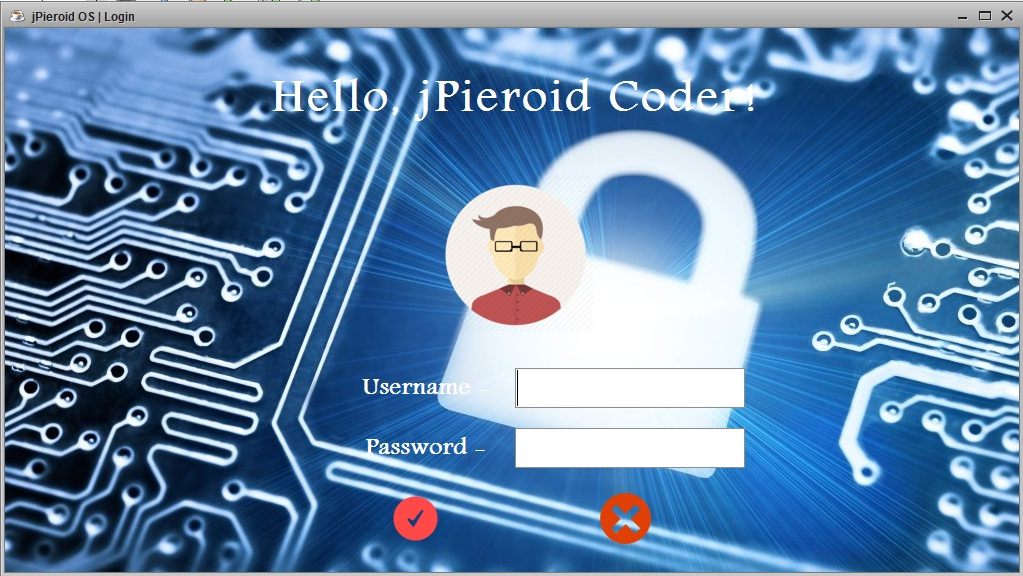 jPieroid OS | Login
Hello, jPieroid Coder!
Username -
Password -